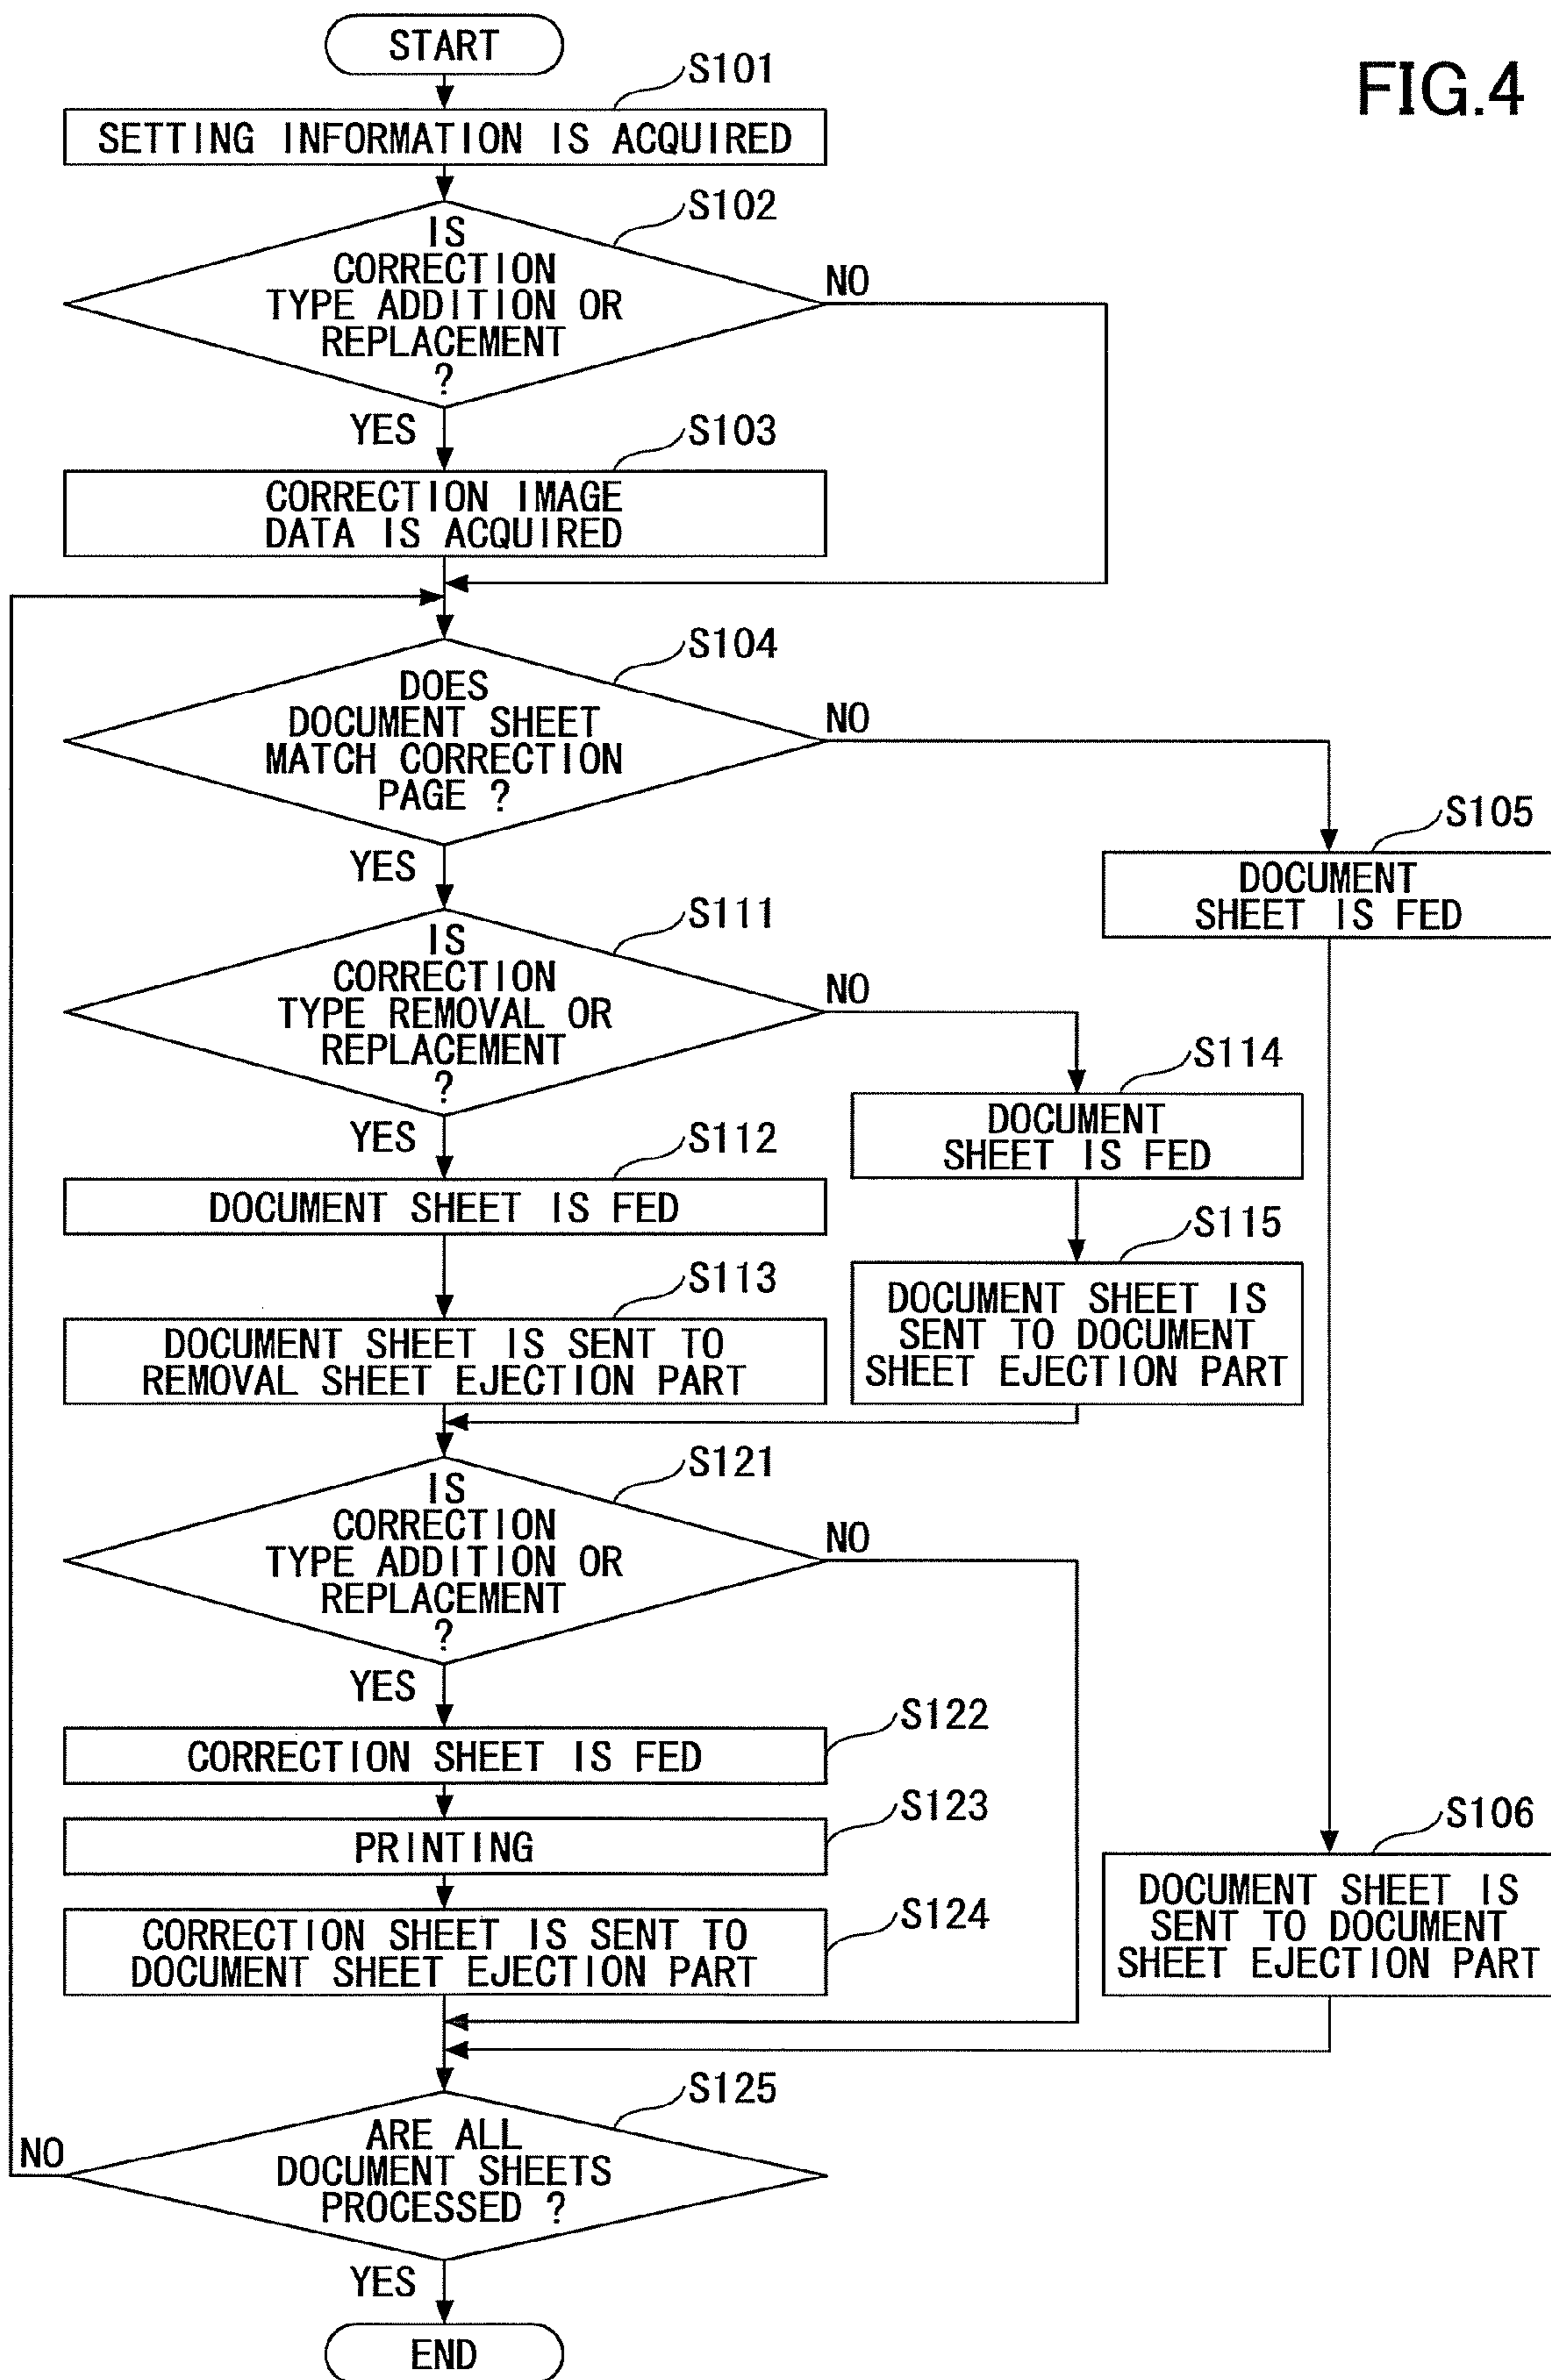 FIG.4
START
S101
SETTING INFORMATION IS ACQUIRED
S102
IS
CORRECTION
TYPE ADDITION OR
REPLACEMENT
?
NO
YES
S103
CORRECTION IMAGE
DATA IS ACQUIRED
S104
DOES
DOCUMENT SHEET
MATCH CORRECTION
PAGE ?
NO
YES
S105
DOCUMENT
SHEET IS FED
S111
IS
CORRECTION
TYPE REMOVAL OR
REPLACEMENT
?
NO
YES
S114
DOCUMENT
SHEET IS FED
S112
DOCUMENT SHEET IS FED
S115
DOCUMENT SHEET IS
SENT TO DOCUMENT
SHEET EJECTION PART
S113
DOCUMENT SHEET IS SENT TO
REMOVAL SHEET EJECTION PART
S121
IS
CORRECTION
TYPE ADDITION OR
REPLACEMENT
?
NO
YES
S122
CORRECTION SHEET IS FED
S123
PRINTING
S106
DOCUMENT SHEET IS
SENT TO DOCUMENT
SHEET EJECTION PART
S124
CORRECTION SHEET IS SENT TO
DOCUMENT SHEET EJECTION PART
S125
ARE ALL
DOCUMENT SHEETS
PROCESSED ?
NO
YES
END